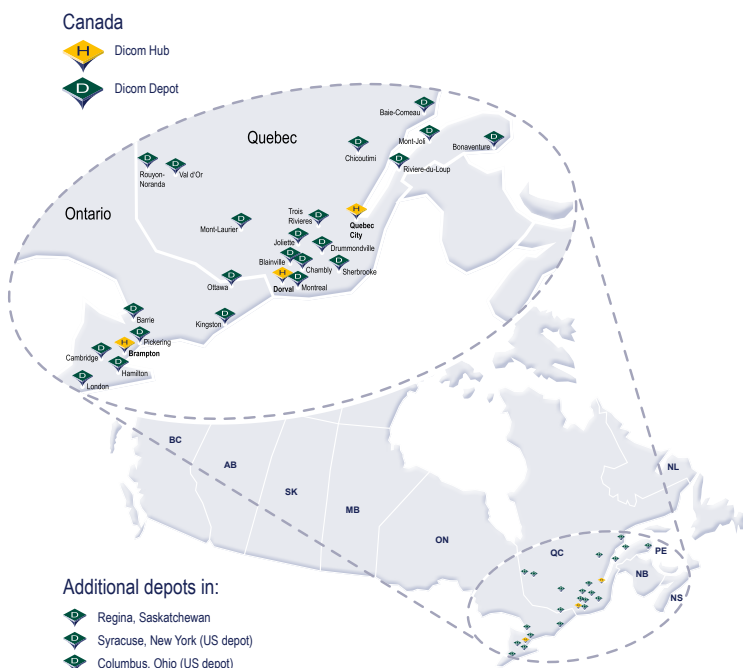 Canada
H Dicom Hub
D Dicom Depot
D
Baie-Comeau
D
Mont-Joli
D
Bonaventure
Quebec
D
Chicoutimi
D
Riviere-du-Loup
D
Rouyon-
Noranda
D
Val d'Or
Ontario
D
Mont-Laurier
D
Trois
Rivieres
H
Quebec
City
D
Joliette
D
Drummondville
D
Blainville
D
Chambly
D
Sherbrooke
D
Ottawa
H
Dorval
D
Montreal
D
Kingston
D
Barrie
D
Pickering
H
Brampton
D
Cambridge
D
Hamilton
D
London
BC
AB
SK
MB
ON
QC
NL
PE
NB
NS
Additional depots in:
D Regina, Saskatchewan
D Syracuse, New York (US depot)
D Columbus, Ohio (US depot)